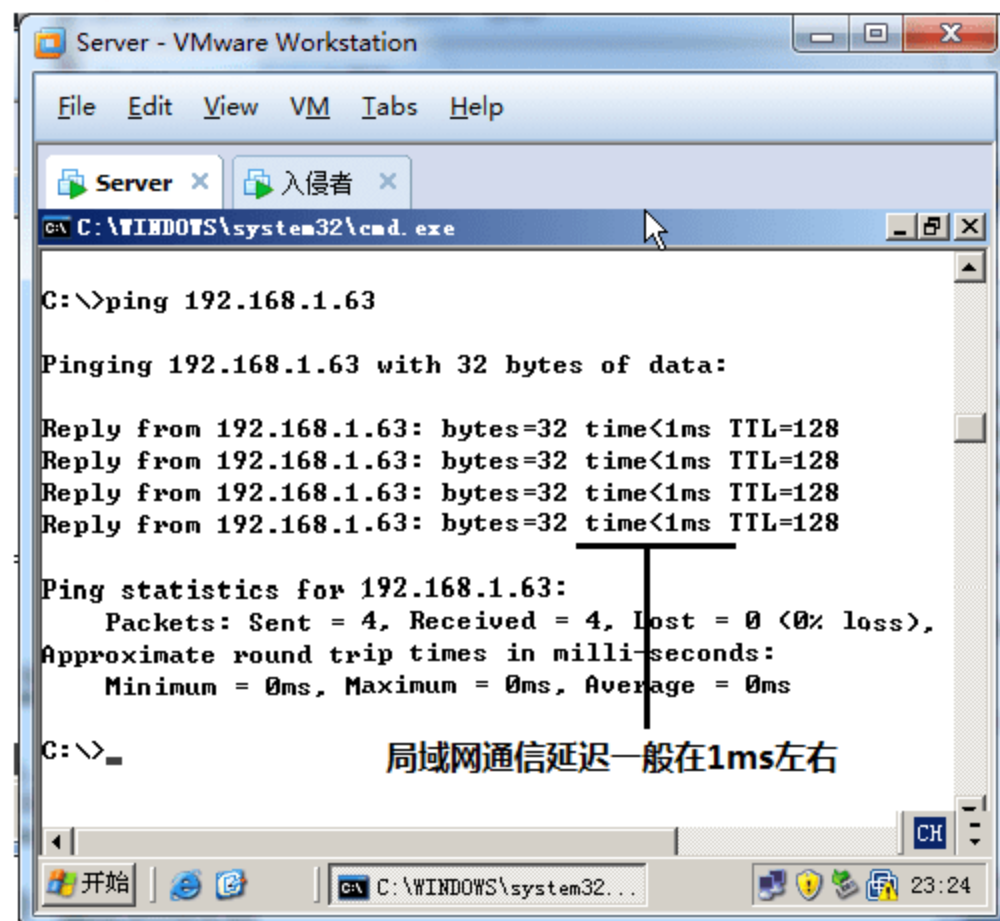 Server - VMware Workstation
File Edit View VM Tabs Help
Server 入侵者
C:\WINDOWS\system32\cmd.exe
C:\>ping 192.168.1.63
Pinging 192.168.1.63 with 32 bytes of data:
Reply from 192.168.1.63: bytes=32 time<1ms TTL=128
Reply from 192.168.1.63: bytes=32 time<1ms TTL=128
Reply from 192.168.1.63: bytes=32 time<1ms TTL=128
Reply from 192.168.1.63: bytes=32 time<1ms TTL=128
Ping statistics for 192.168.1.63:
Packets: Sent = 4, Received = 4, Lost = 0 (0% loss),
Approximate round trip times in milli-seconds:
Minimum = 0ms, Maximum = 0ms, Average = 0ms
C:\>_
局域网通信延迟一般在1ms左右
CH
开始 C:\WINDOWS\system32... 23:24